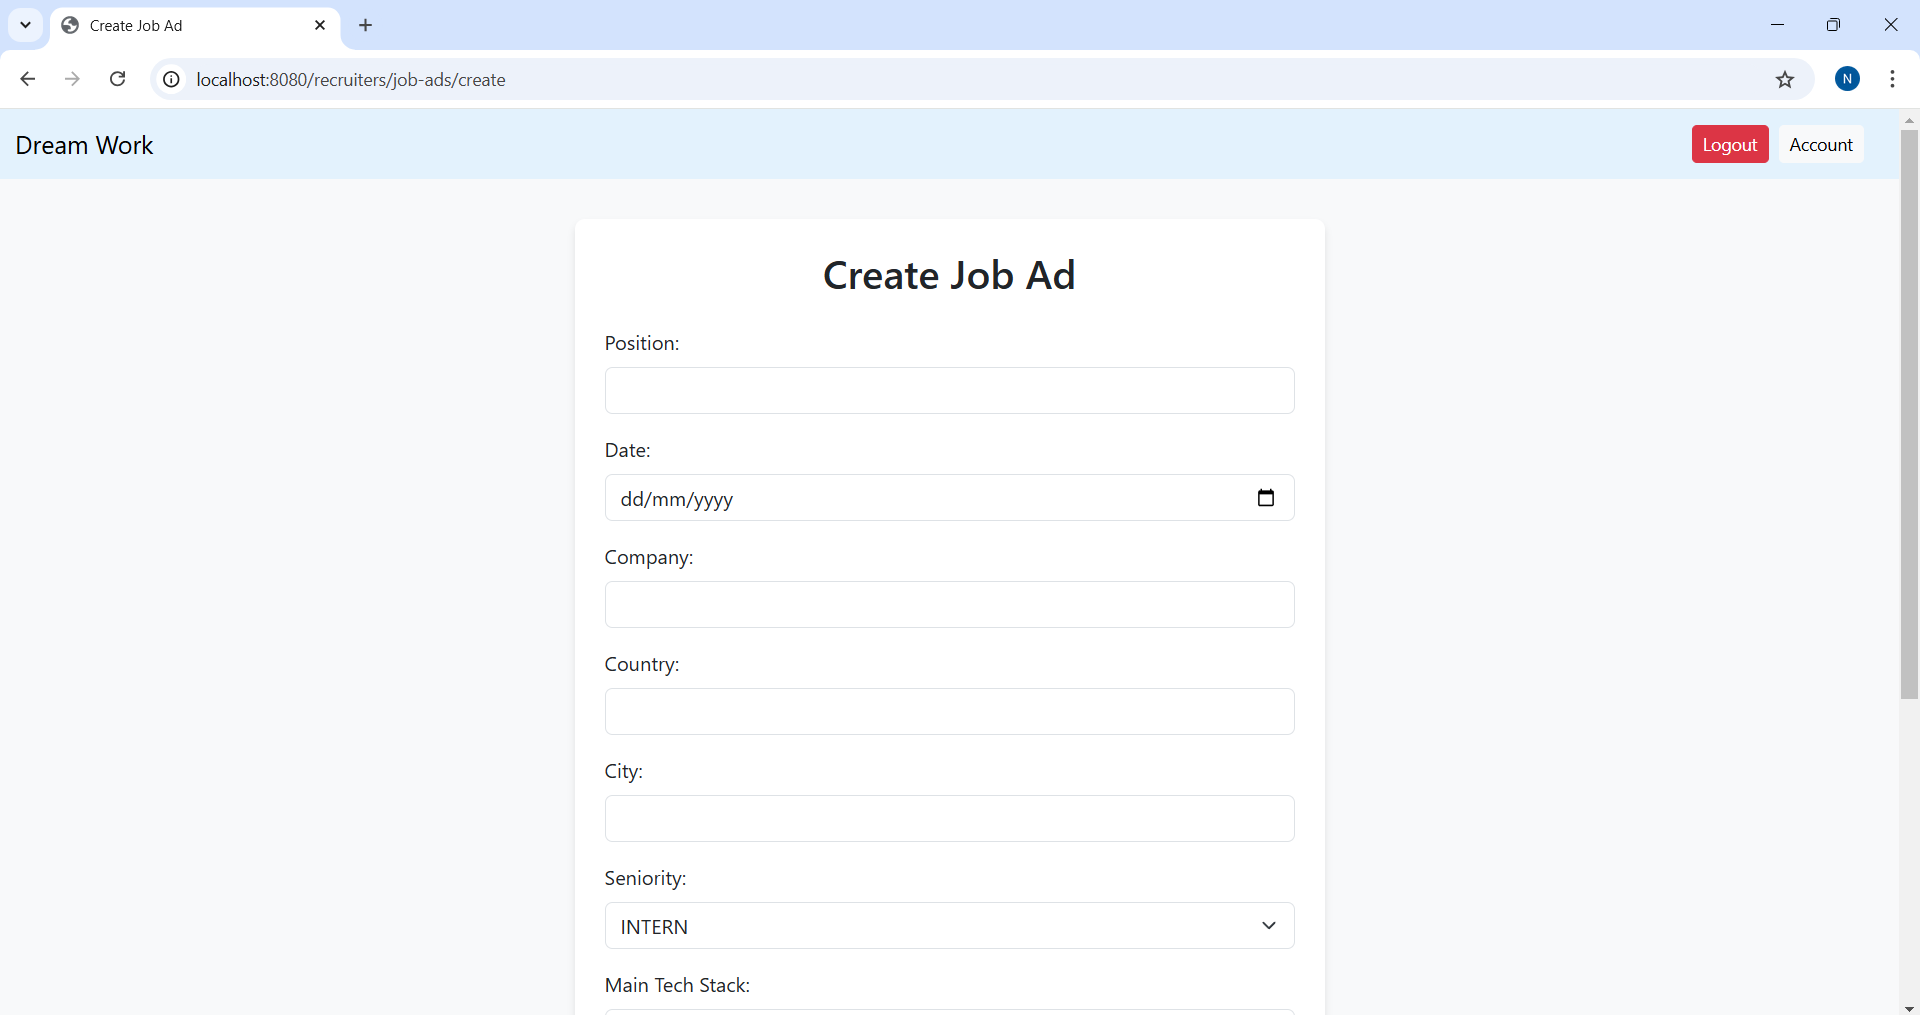 Create Job Ad
localhost:8080/recruiters/job-ads/create
N
Dream Work
Logout
Account
Create Job Ad
Position:
Date:
dd/mm/yyyy
Company:
Country:
City:
Seniority:
INTERN
Main Tech Stack: